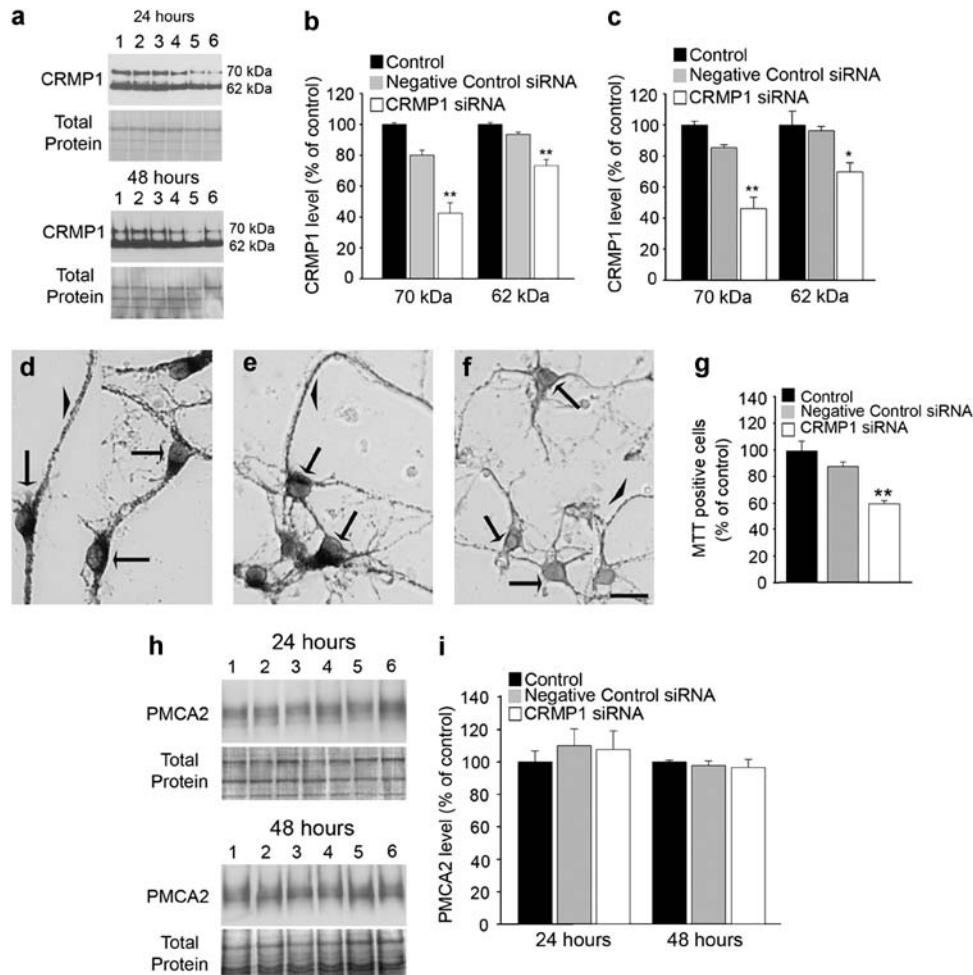 a
24 hours
1 2 3 4 5 6
CRMP1
70 kDa
62 kDa
Total
Protein
48 hours
1 2 3 4 5 6
CRMP1
70 kDa
62 kDa
Total
Protein
b
Control
Negative Control siRNA
CRMP1 siRNA
CRMP1 level (% of control)
120
100
80
60
40
20
0
**
**
70 kDa 62 kDa
c
Control
Negative Control siRNA
CRMP1 siRNA
CRMP1 level (% of control)
120
100
80
60
40
20
0
**
*
70 kDa 62 kDa
d
e
f
g
Control
Negative Control siRNA
CRMP1 siRNA
MTT positive cells
(% of control)
140
120
100
80
60
40
20
0
**
h
24 hours
1 2 3 4 5 6
PMCA2
Total
Protein
48 hours
1 2 3 4 5 6
PMCA2
Total
Protein
i
Control
Negative Control siRNA
CRMP1 siRNA
PMCA2 level (% of control)
140
120
100
80
60
40
20
0
24 hours 48 hours